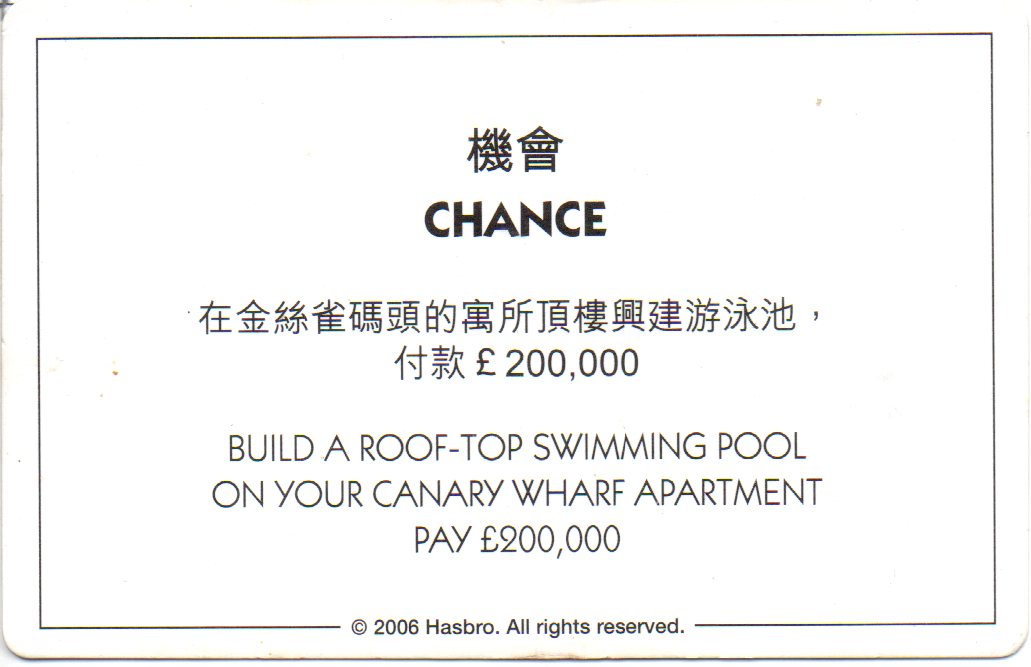 機會
CHANCE
在金絲雀碼頭的寓所頂樓興建游泳池，
付款 £ 200,000
BUILD A ROOF-TOP SWIMMING POOL
ON YOUR CANARY WHARF APARTMENT
PAY £200,000
© 2006 Hasbro. All rights reserved.